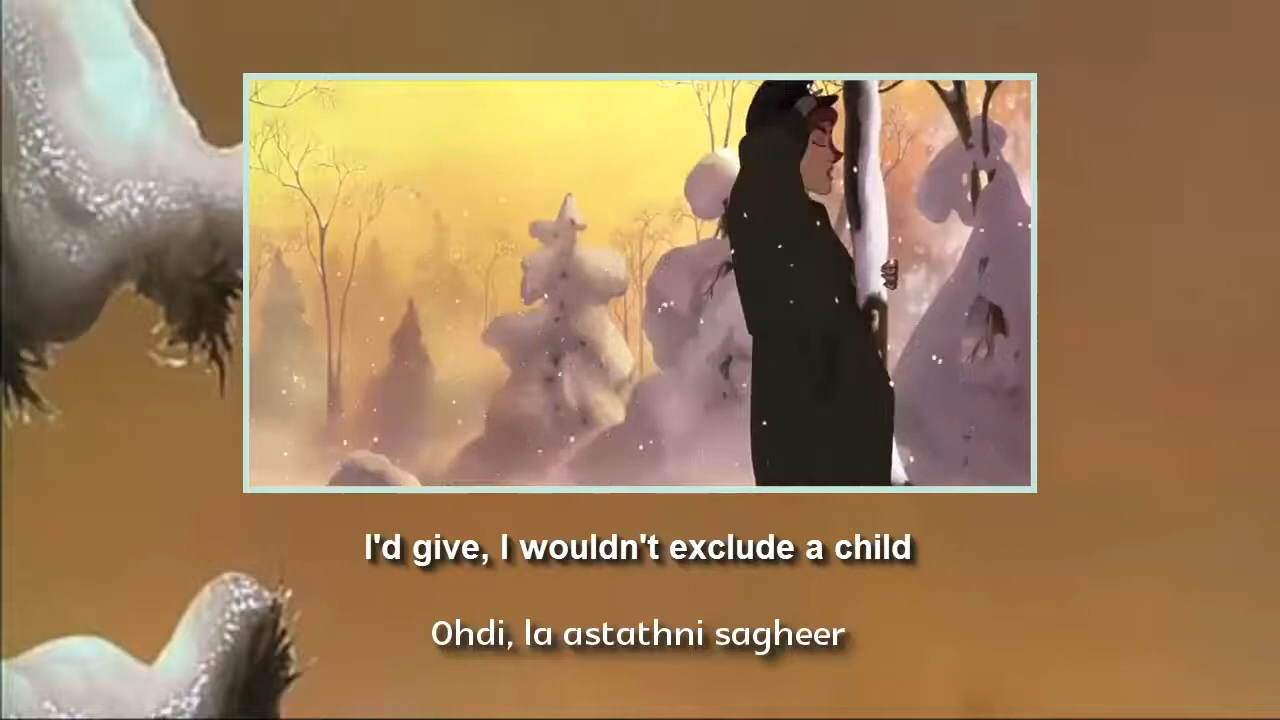 I'd give, I wouldn't exclude a child
Ohdi, la astathni sagheer